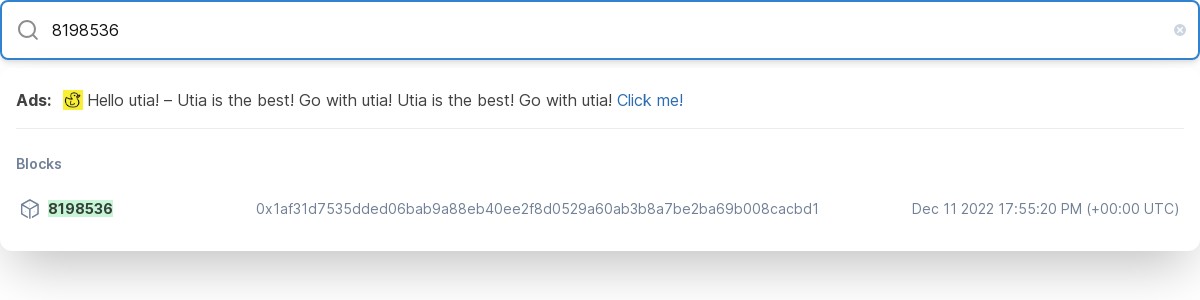 8198536
Ads: Hello utia! – Utia is the best! Go with utia! Utia is the best! Go with utia! Click me!
Blocks
8198536 0x1af31d7535dded06bab9a88eb40ee2f8d0529a60ab3b8a7be2ba69b008cacbd1 Dec 11 2022 17:55:20 PM (+00:00 UTC)